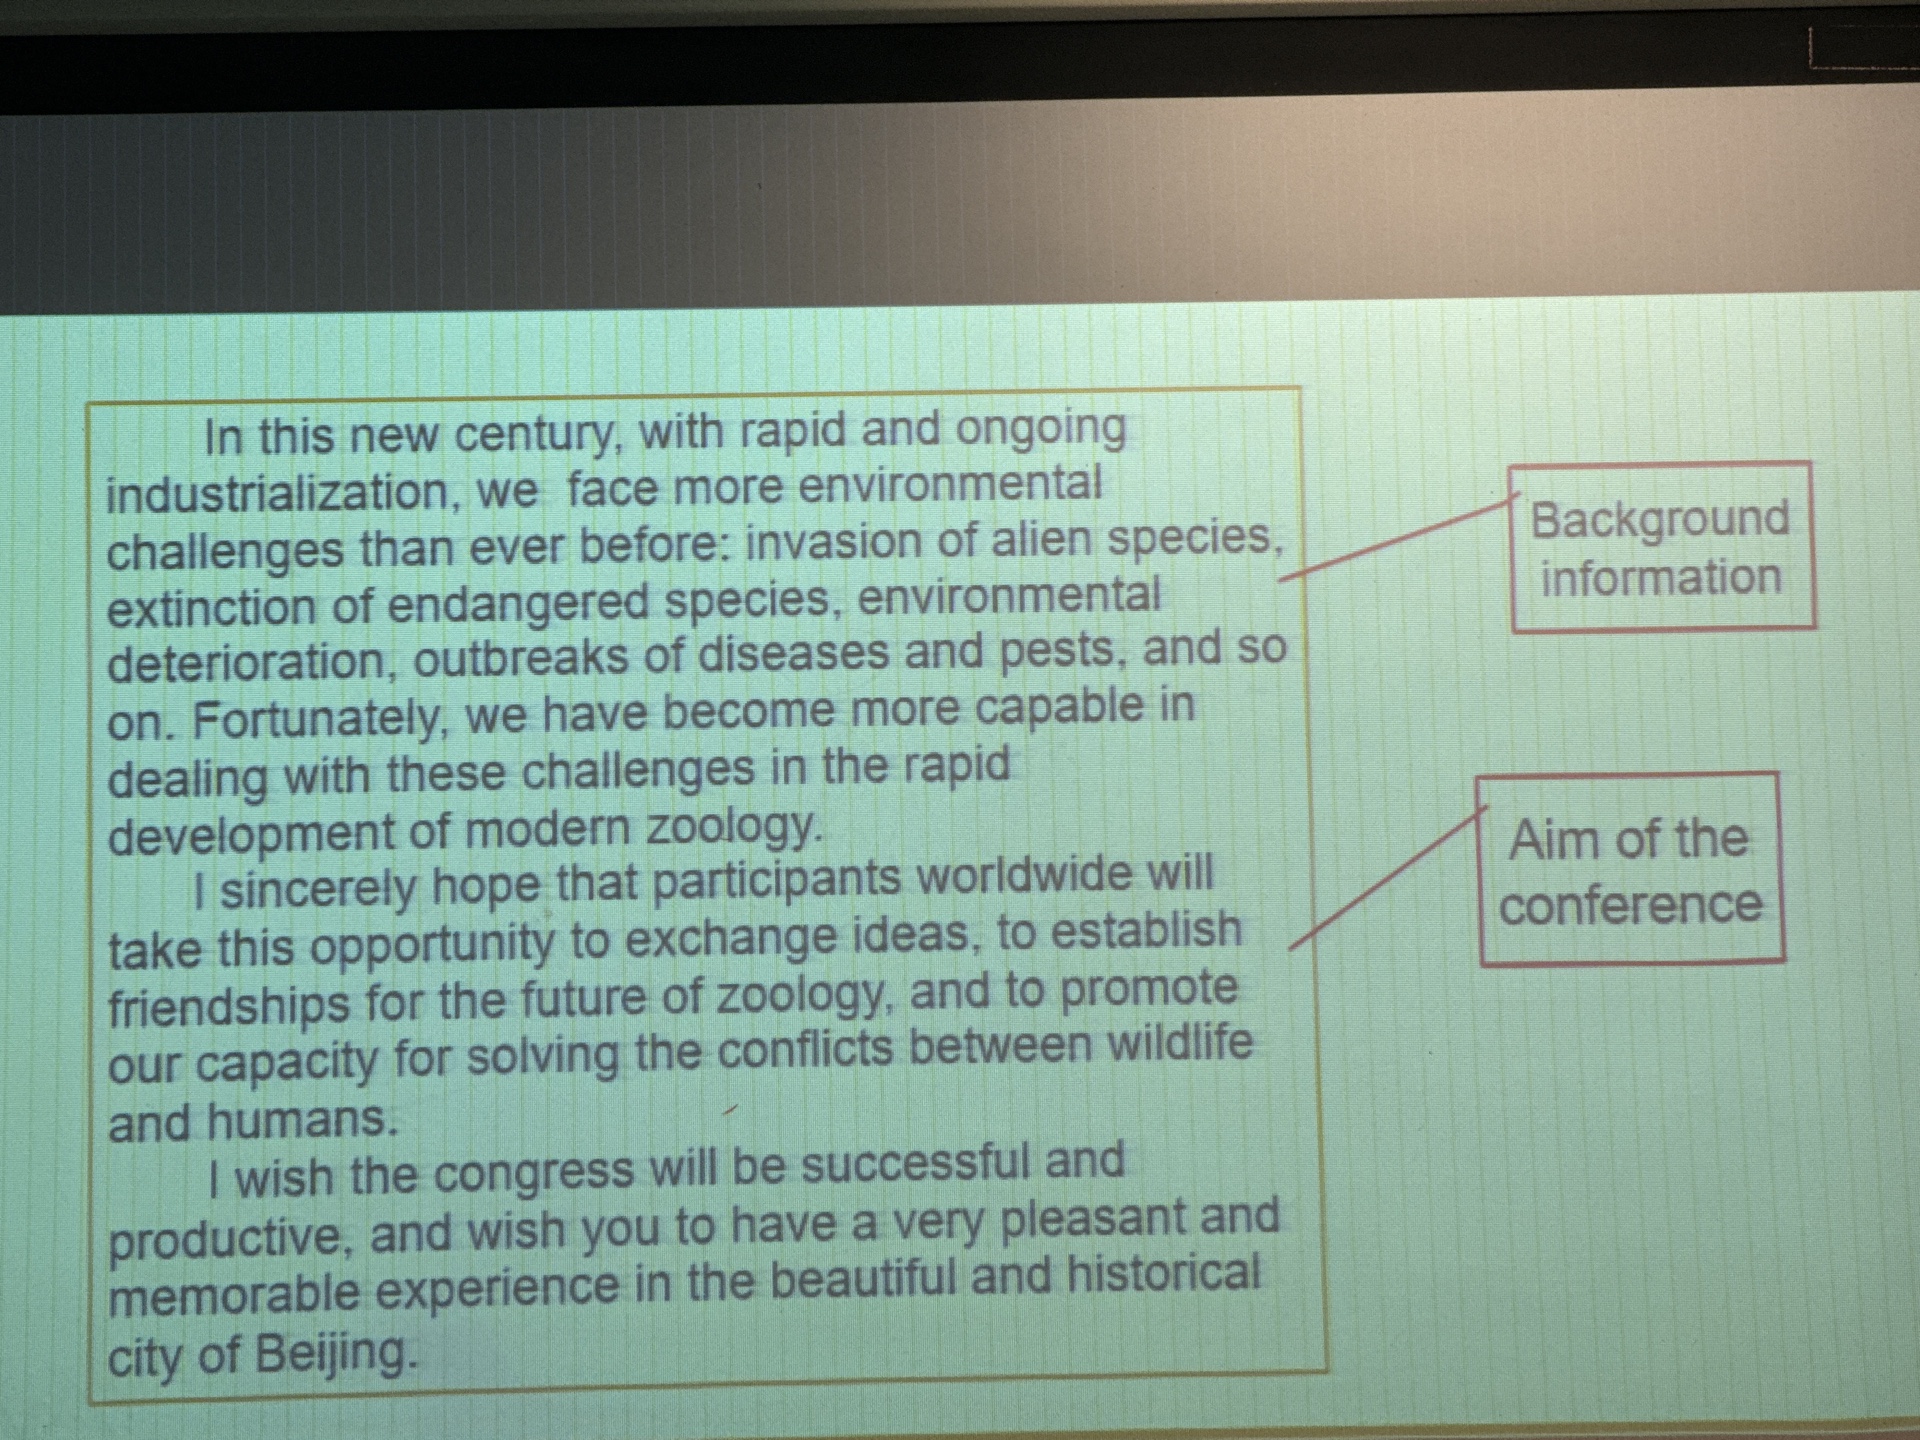 In this new century, with rapid and ongoing
industrialization, we face more environmental
challenges than ever before: invasion of alien species,
extinction of endangered species, environmental
deterioration, outbreaks of diseases and pests, and so
on. Fortunately, we have become more capable in
dealing with these challenges in the rapid
development of modern zoology.
I sincerely hope that participants worldwide will
take this opportunity to exchange ideas, to establish
friendships for the future of zoology, and to promote
our capacity for solving the conflicts between wildlife
and humans.
I wish the congress will be successful and
productive, and wish you to have a very pleasant and
memorable experience in the beautiful and historical
city of Beijing.
Background
information
Aim of the
conference